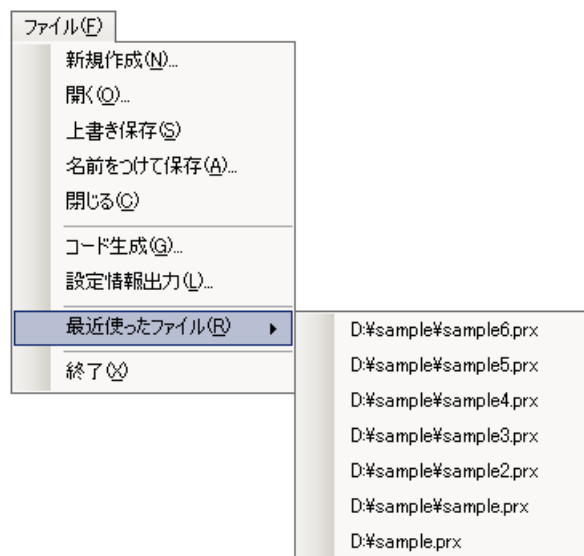 ファイル(F)
新規作成(N)...
開く(O)...
上書き保存(S)
名前をつけて保存(A)...
閉じる(C)
コード生成(G)...
設定情報出力(L)...
最近使ったファイル(R)
終了(X)
D:¥sample¥sample6.prx
D:¥sample¥sample5.prx
D:¥sample¥sample4.prx
D:¥sample¥sample3.prx
D:¥sample¥sample2.prx
D:¥sample¥sample.prx
D:¥sample.prx